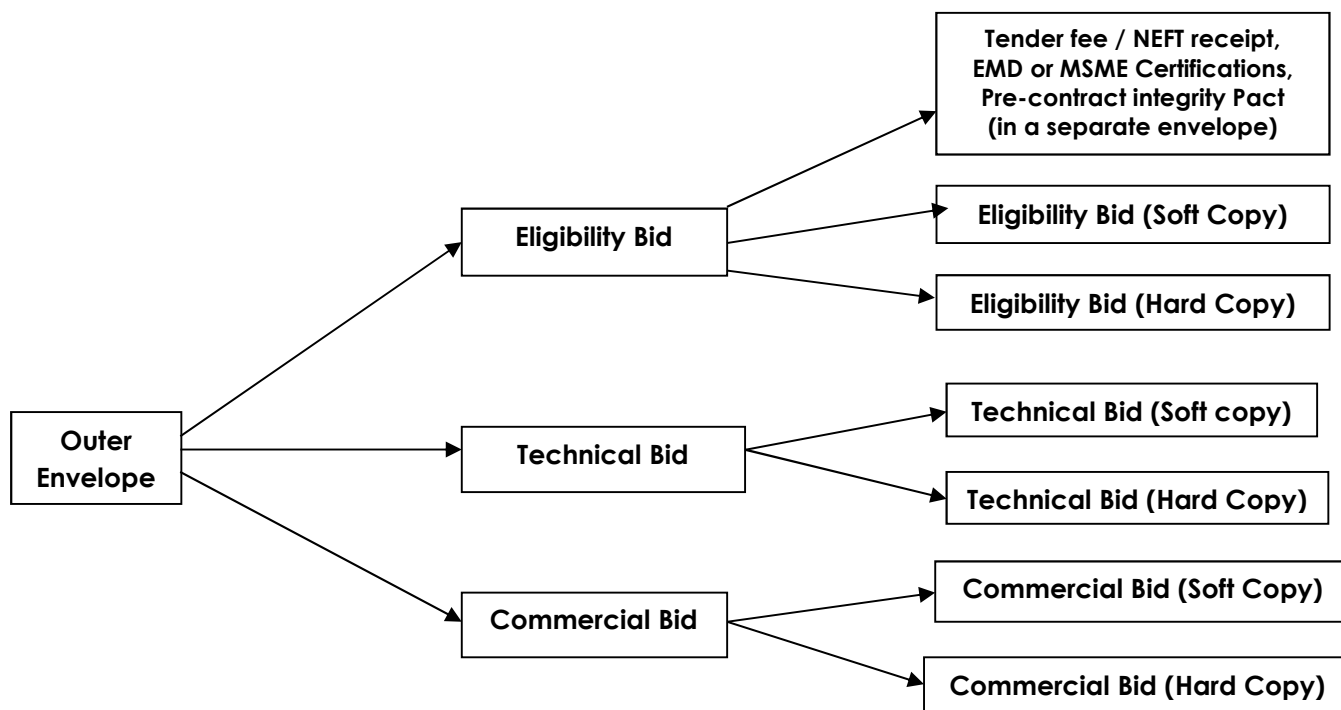 Tender fee / NEFT receipt,
EMD or MSME Certifications,
Pre-contract integrity Pact
(in a separate envelope)
Eligibility Bid
Eligibility Bid (Soft Copy)
Eligibility Bid (Hard Copy)
Outer
Envelope
Technical Bid
Technical Bid (Soft copy)
Technical Bid (Hard Copy)
Commercial Bid
Commercial Bid (Soft Copy)
Commercial Bid (Hard Copy)